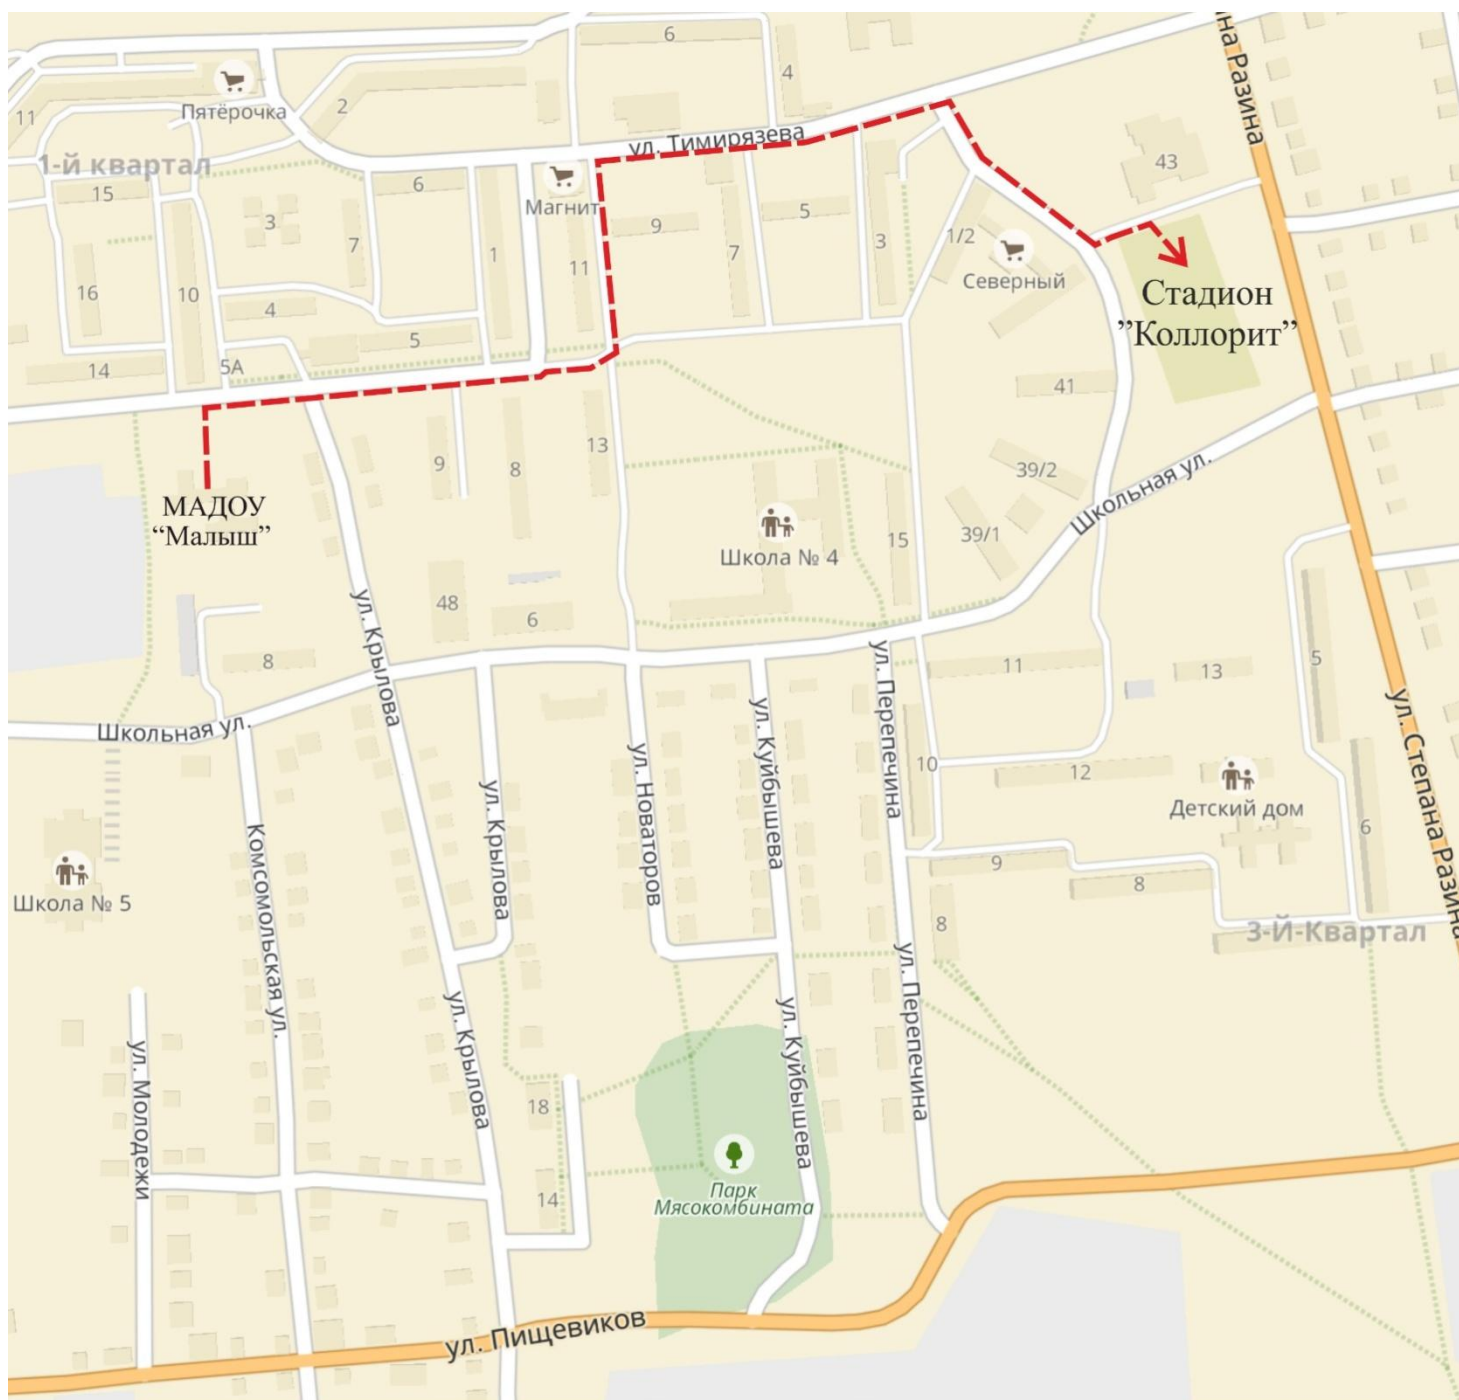 6
4
на Разина
Пятёрочка
2
11
ул. Тимирязева
1-й квартал
43
15
6
Магнит
3
9
5
7
1
7
3
1/2
Северный
11
16
10
4
Стадион
”Коллорит”
5
14
5А
41
13
9
8
39/2
Школьная ул.
МАДОУ
“Малыш”
39/1
15
Школа № 4
48
6
ул. Крылова
8
11
13
5
ул. Перепечина
Школьная ул.
ул. Куйбышева
ул. Новаторов
ул. Степана Разина
10
12
Детский дом
ул. Крылова
Комсомольская ул.
6
9
8
Школа № 5
8
3-Й-Квартал
ул. Перепечина
ул. Крылова
ул. Куйбышева
ул. Молодежи
18
14
Парк
Мясокомбината
ул. Пищевиков